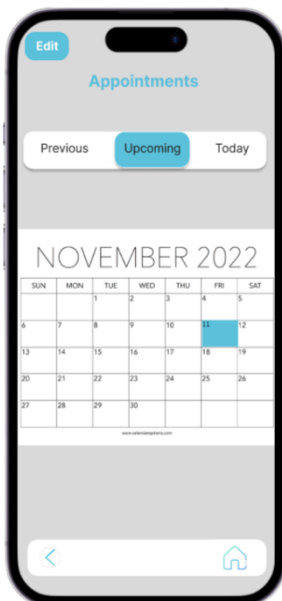 Edit
Appointments
Previous Upcoming Today
NOVEMBER 2022
SUN MON TUE WED THU FRI SAT
1 2 3 4 5
6 7 8 9 10 11 12
13 14 15 16 17 18 19
20 21 22 23 24 25 26
27 28 29 30